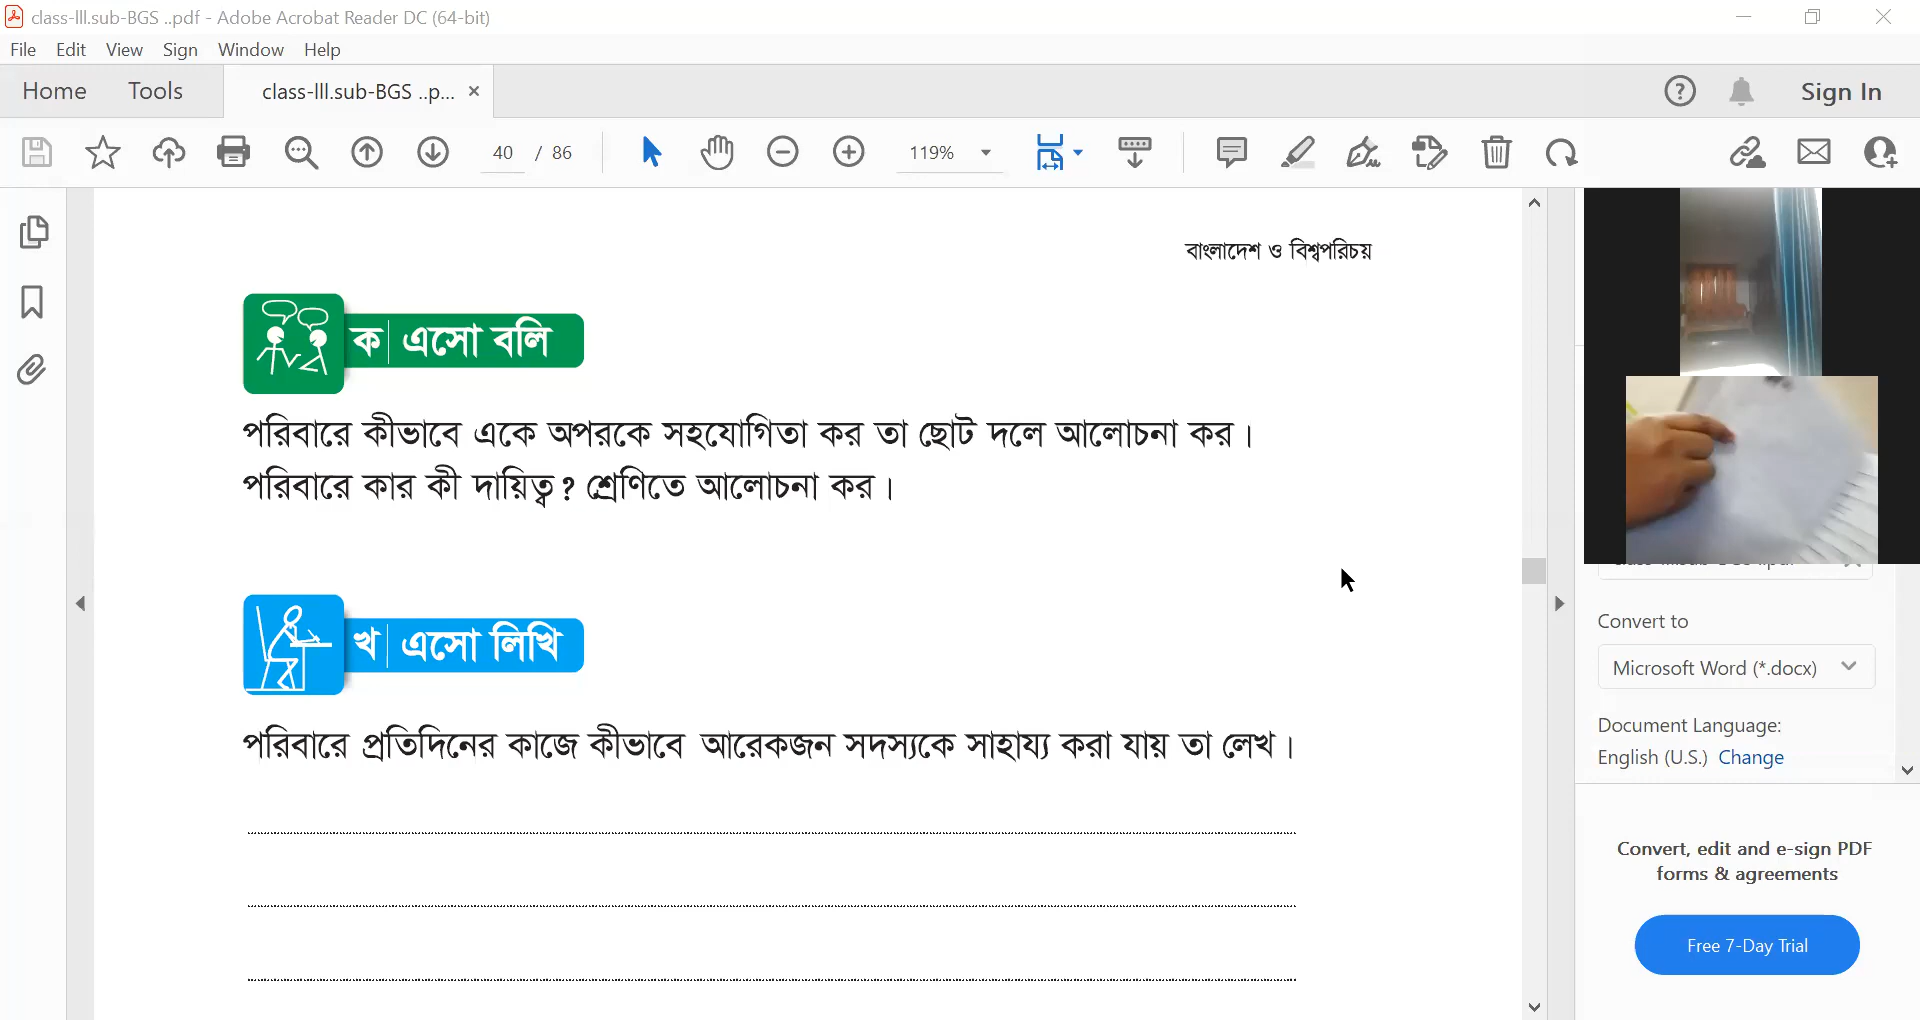 class-lll.sub-BGS ..pdf - Adobe Acrobat Reader DC (64-bit)
File Edit View Sign Window Help
Home Tools class-lll.sub-BGS ..p... × Sign In
40 / 86 119%
বাংলাদেশ ও বিশ্বপরিচয়
ক এসো বলি
পরিবারে কীভাবে একে অপরকে সহযোগিতা কর তা ছোট দলে আলোচনা কর।
পরিবারে কার কী দায়িত্ব? শ্রেণিতে আলোচনা কর।
খ এসো লিখি
পরিবারে প্রতিদিনের কাজে কীভাবে আরেকজন সদস্যকে সাহায্য করা যায় তা লেখ।
Convert to
Microsoft Word (*.docx)
Document Language:
English (U.S.) Change
Convert, edit and e-sign PDF
forms & agreements
Free 7-Day Trial